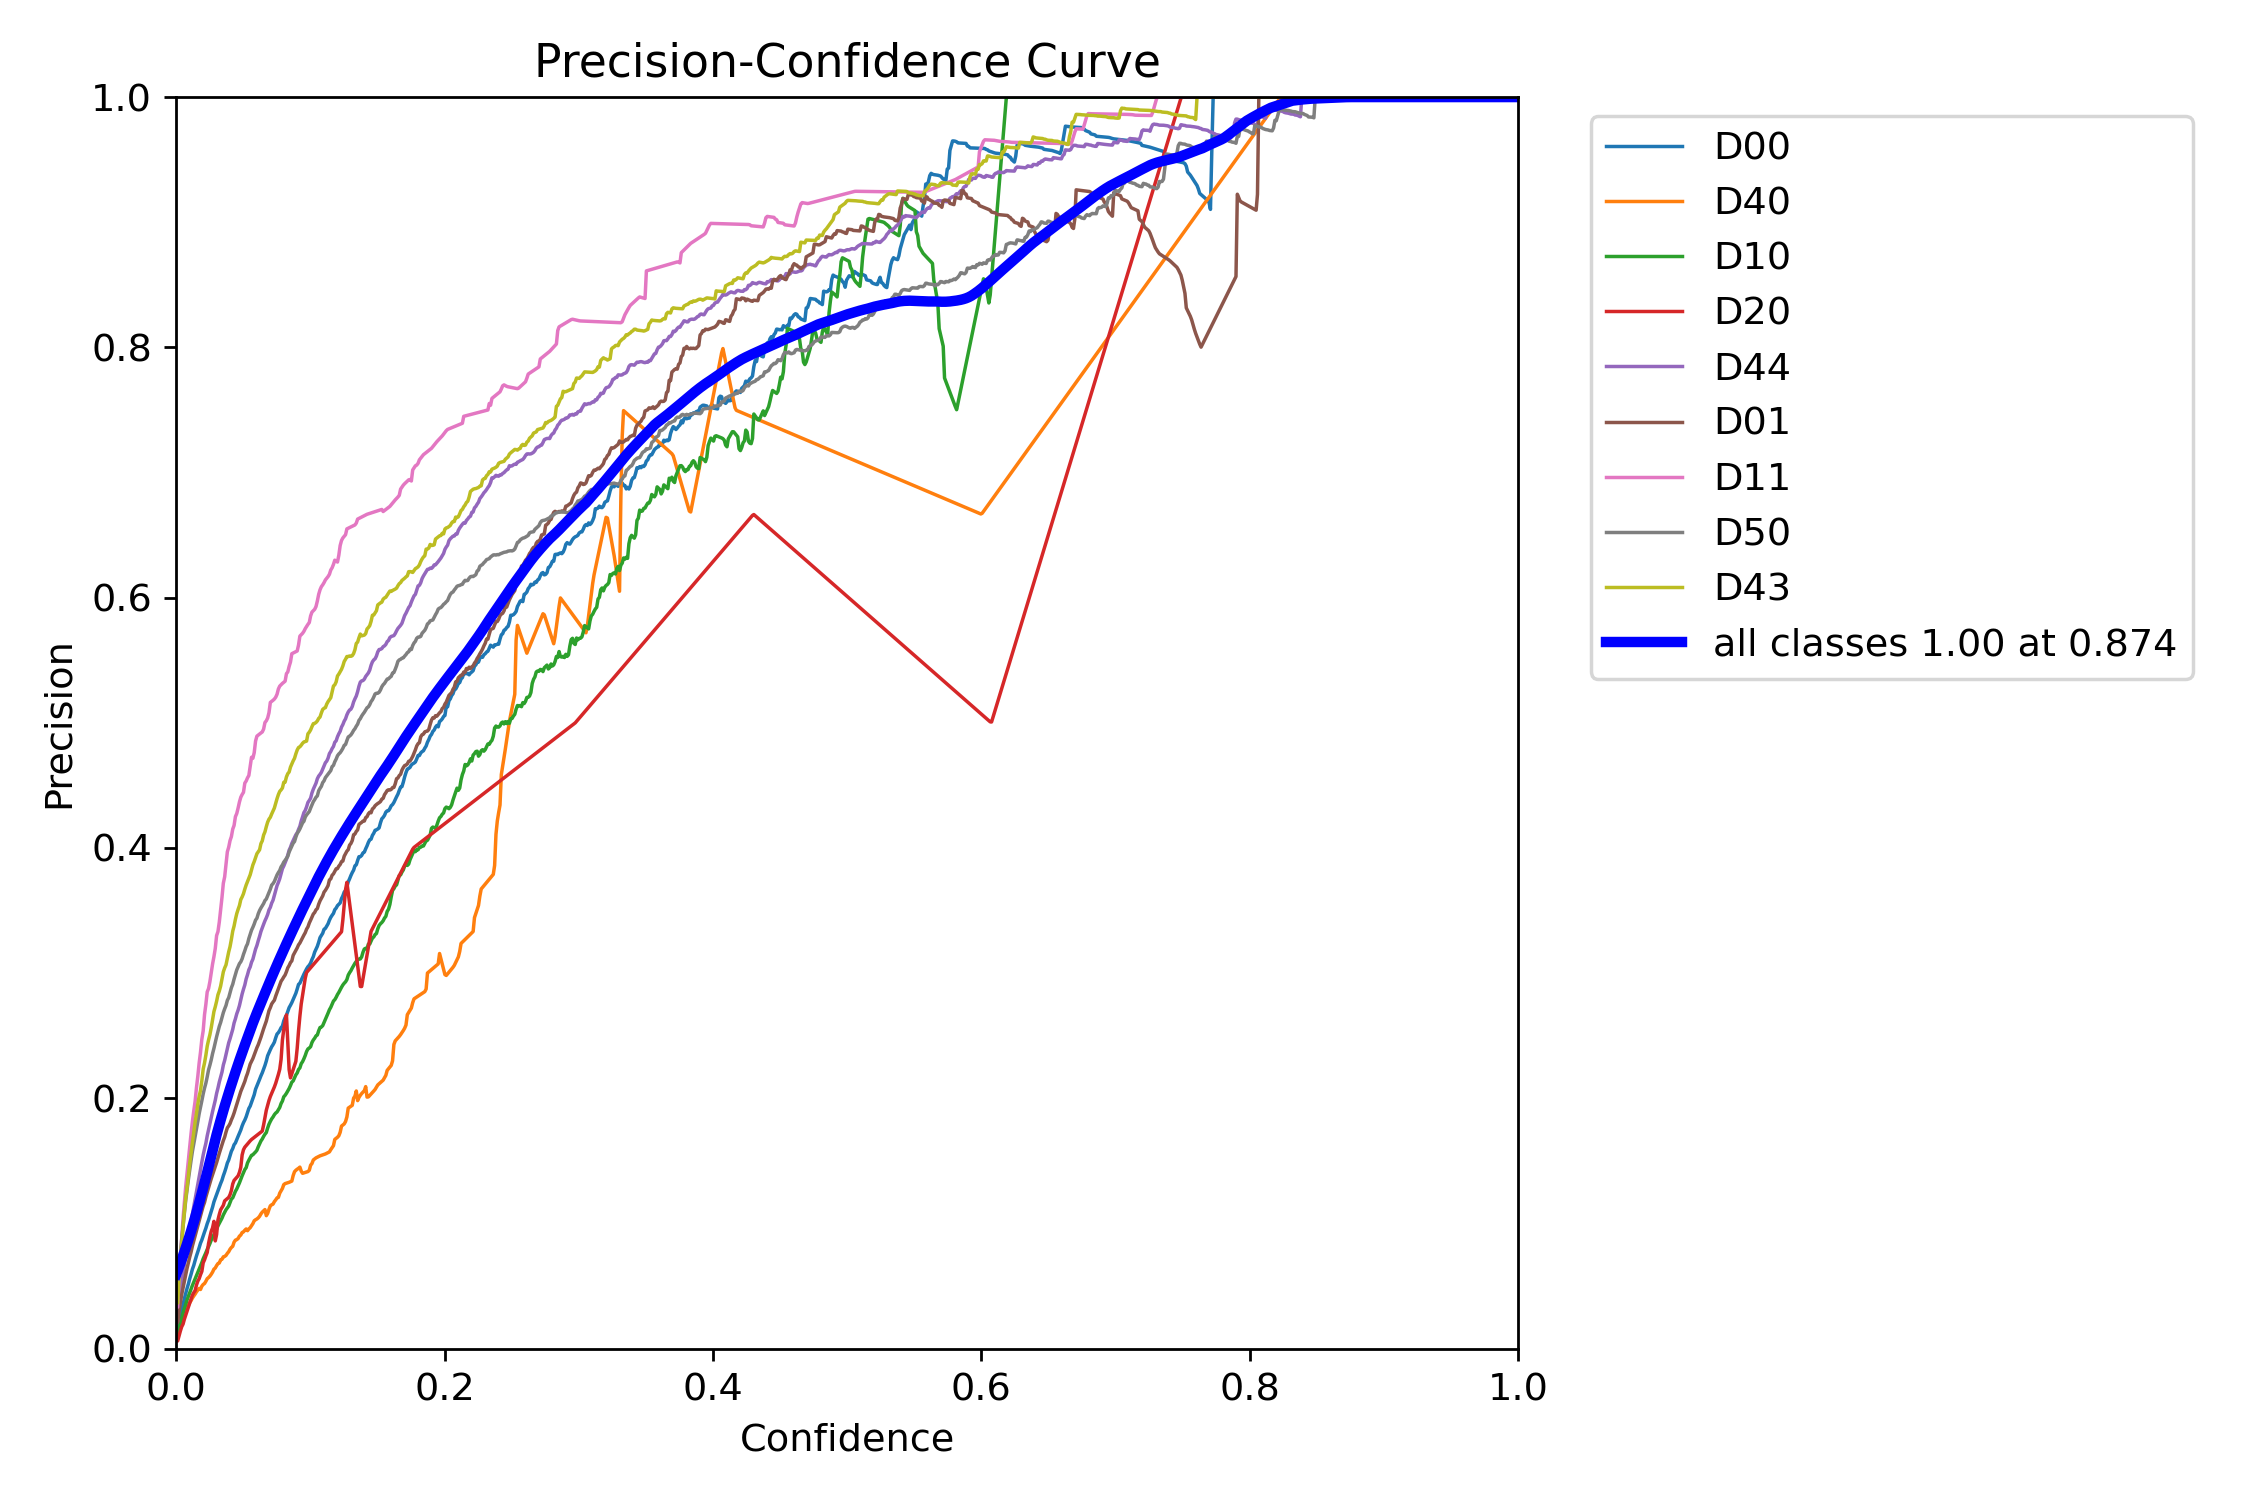 Precision-Confidence Curve
1.0
0.8
0.6
0.4
0.2
0.0
Precision
0.0 0.2 0.4 0.6 0.8 1.0
Confidence
D00
D40
D10
D20
D44
D01
D11
D50
D43
all classes 1.00 at 0.874